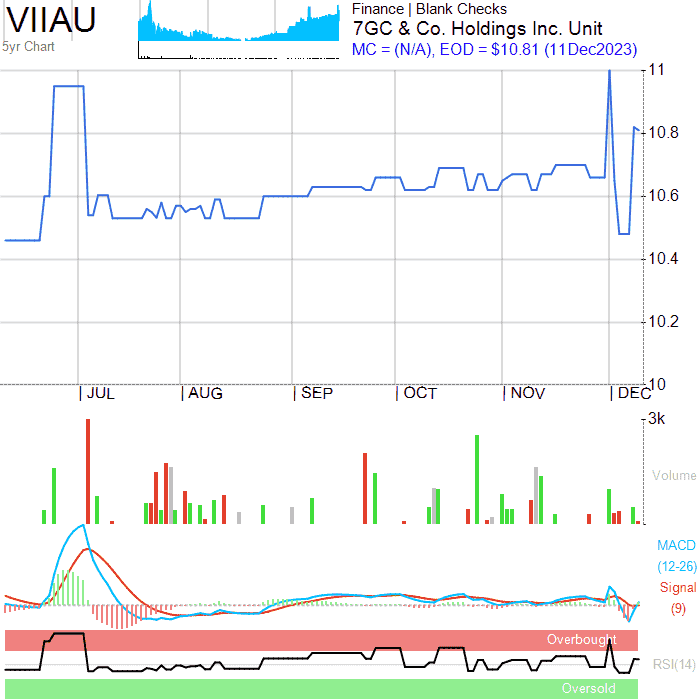 VIIAU
5yr Chart
Finance | Blank Checks
7GC & Co. Holdings Inc. Unit
MC = (N/A), EOD = $10.81 (11Dec2023)
11
10.8
10.6
10.4
10.2
10
| JUL | AUG | SEP | OCT | NOV | DEC
3k
Volume
MACD
(12-26)
Signal
(9)
Overbought
RSI(14)
Oversold